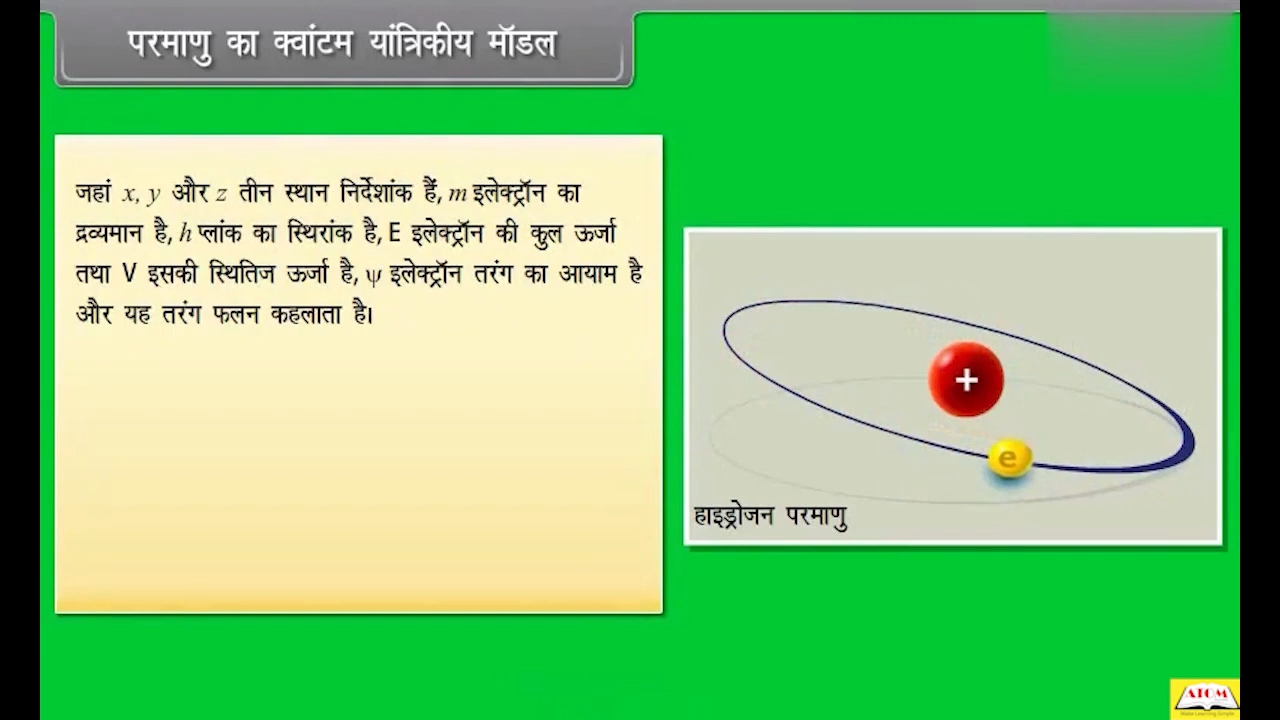 परमाणु का क्वांटम यांत्रिकीय मॉडल
जहां x, y और z तीन स्थान निर्देशांक हैं, m इलेक्ट्रॉन का
द्रव्यमान है, h प्लांक का स्थिरांक है, E इलेक्ट्रॉन की कुल ऊर्जा
तथा V इसकी स्थितिज ऊर्जा है, ψ इलेक्ट्रॉन तरंग का आयाम है
और यह तरंग फलन कहलाता है।
+
e
हाइड्रोजन परमाणु
ATOM